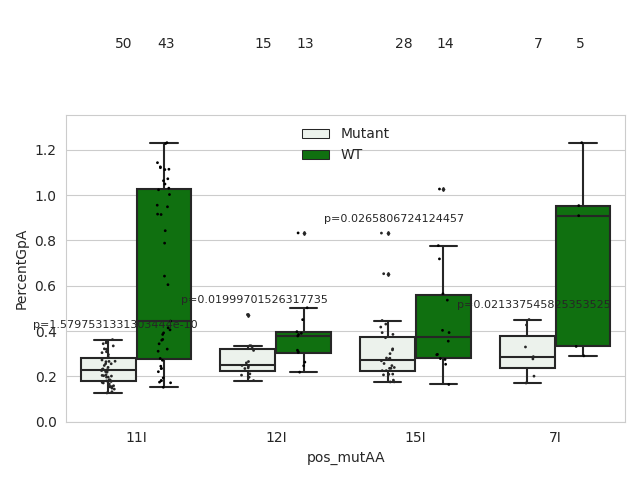 50 43 15 13 28 14 7 5
Mutant
WT
1.2
1.0
0.8
0.6
0.4
0.2
0.0
PercentGpA
p=0.0265806724124457
p=0.01999701526317735
p=0.021337545825353525
11I 12I 15I 7I
pos_mutAA